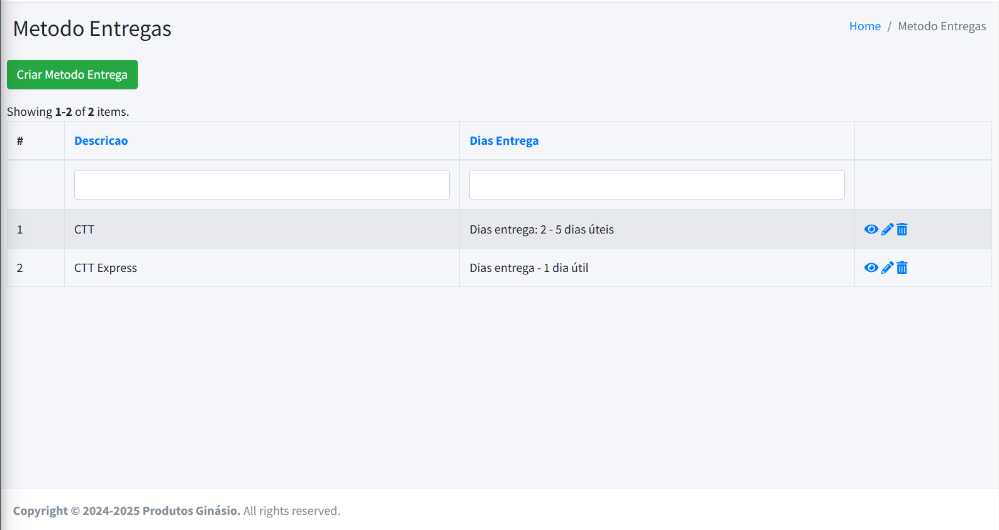 Metodo Entregas
Home / Metodo Entregas
Criar Metodo Entrega
Showing 1-2 of 2 items.
# Descricao Dias Entrega
1 CTT Dias entrega: 2 - 5 dias úteis
2 CTT Express Dias entrega - 1 dia útil
Copyright © 2024-2025 Produtos Ginásio. All rights reserved.